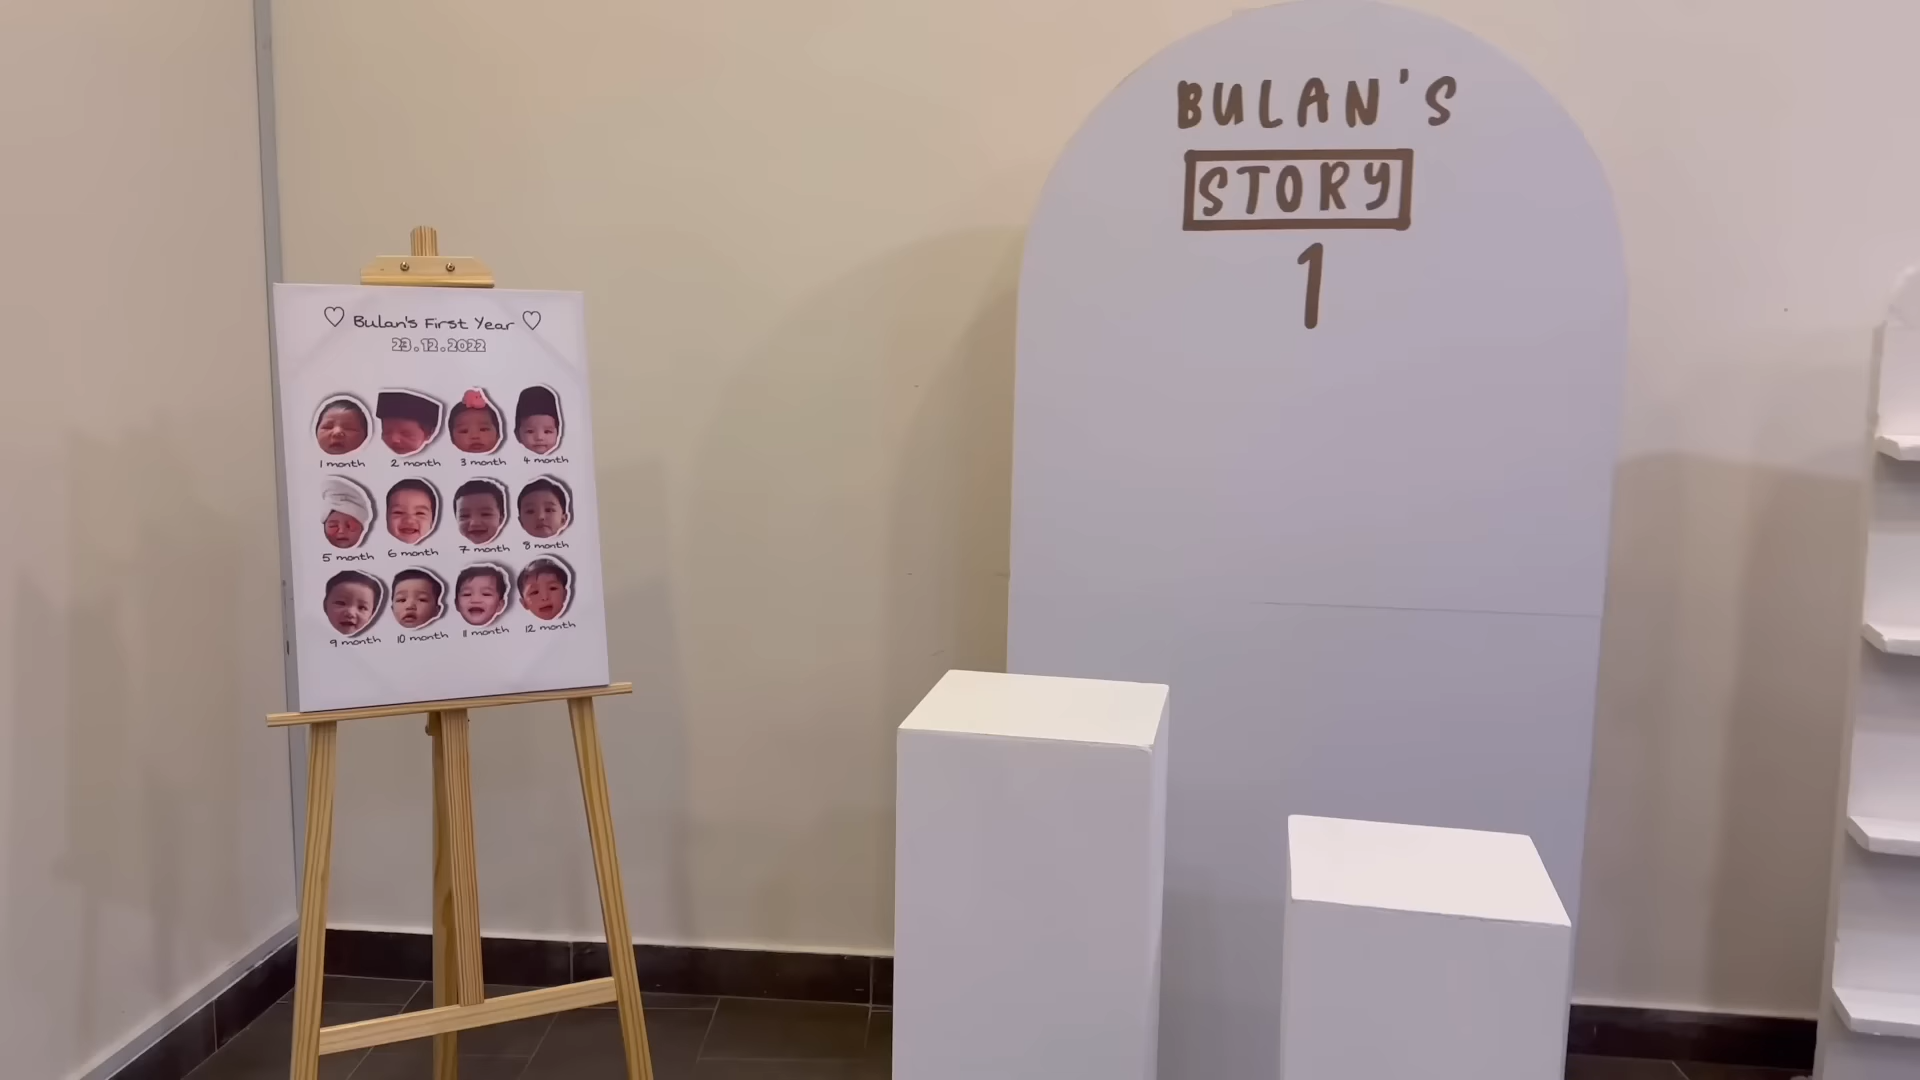 ♡ Bulan's First Year ♡
23.12.2022
1 month 2 month 3 month 4 month
5 month 6 month 7 month 8 month
9 month 10 month 11 month 12 month
BULAN'S
STORY
1